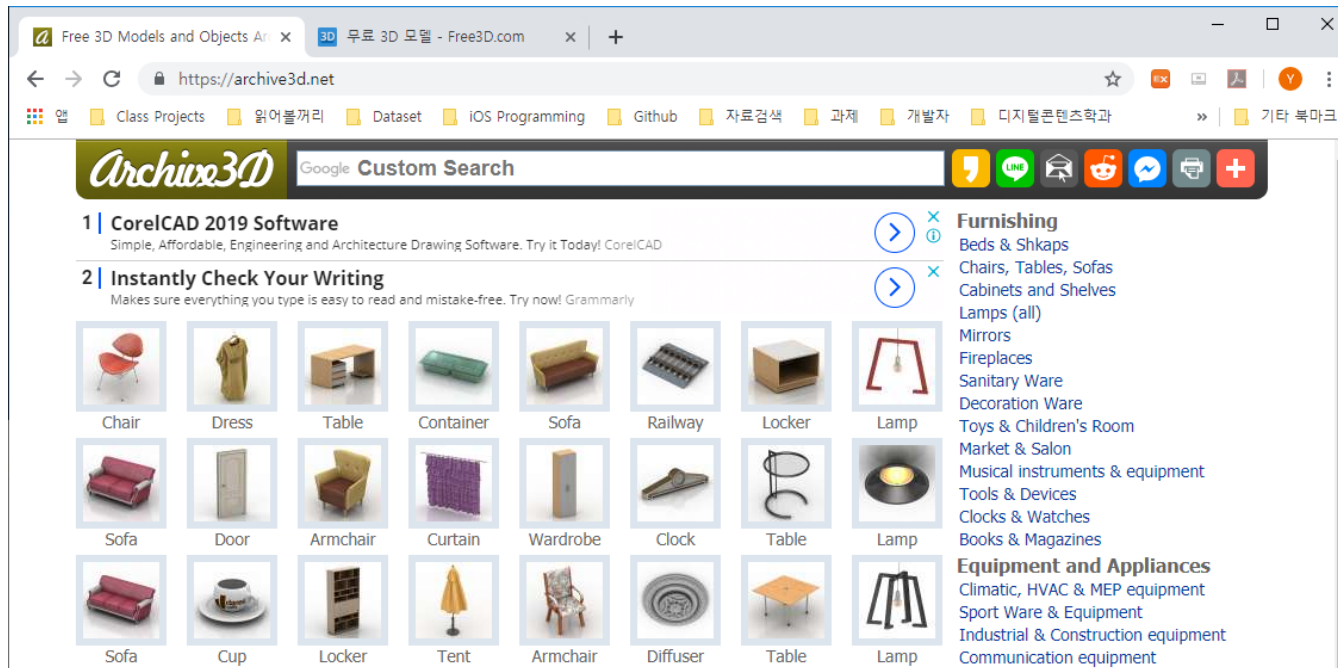 Free 3D Models and Objects Ar
무료 3D 모델 - Free3D.com
https://archive3d.net
앱 Class Projects 읽어볼꺼리 Dataset iOS Programming Github 자료검색 과제 개발자 디지털콘텐츠학과 » 기타 북마크
Archive3D
Google Custom Search
LINE
1 CorelCAD 2019 Software
Simple, Affordable, Engineering and Architecture Drawing Software. Try it Today! CorelCAD
2 Instantly Check Your Writing
Makes sure everything you type is easy to read and mistake-free. Try now! Grammarly
Chair Dress Table Container Sofa Railway Locker Lamp
Sofa Door Armchair Curtain Wardrobe Clock Table Lamp
Sofa Cup Locker Tent Armchair Diffuser Table Lamp
Furnishing
Beds & Shkaps
Chairs, Tables, Sofas
Cabinets and Shelves
Lamps (all)
Mirrors
Fireplaces
Sanitary Ware
Decoration Ware
Toys & Children's Room
Market & Salon
Musical instruments & equipment
Tools & Devices
Clocks & Watches
Books & Magazines
Equipment and Appliances
Climatic, HVAC & MEP equipment
Sport Ware & Equipment
Industrial & Construction equipment
Communication equipment